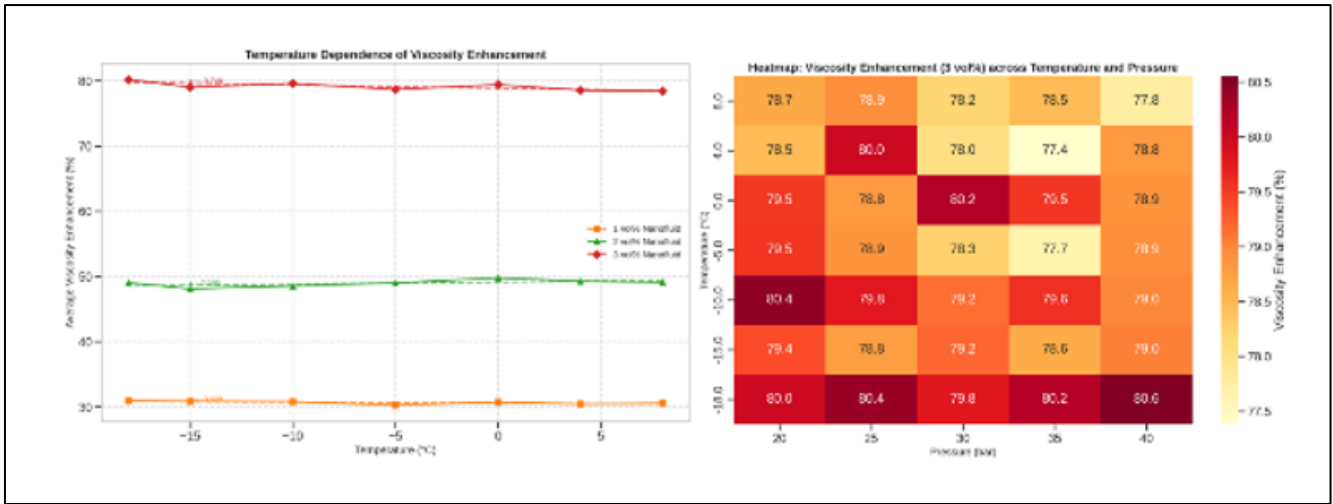 Temperature Dependence of Viscosity Enhancement
Average Viscosity Enhancement (%)
80
70
60
50
40
30
1 vol% Nanofluid
2 vol% Nanofluid
3 vol% Nanofluid
−15
−10
−5
0
5
Temperature (°C)
Heatmap: Viscosity Enhancement (3 vol%) across Temperature and Pressure
Temperature (°C)
8.0 78.7 78.9 78.2 78.5 77.8
4.0 78.5 80.0 78.0 77.4 78.8
0.0 79.5 78.8 80.2 79.5 78.9
-5.0 79.5 78.9 78.3 77.7 78.9
-10.0 80.4 79.8 79.2 79.6 79.0
-15.0 79.4 78.8 79.2 78.6 79.0
-18.0 80.0 80.4 79.8 80.2 80.6
20 25 30 35 40
Pressure (bar)
80.5
80.0
79.5
79.0
78.5
78.0
77.5
Viscosity Enhancement (%)